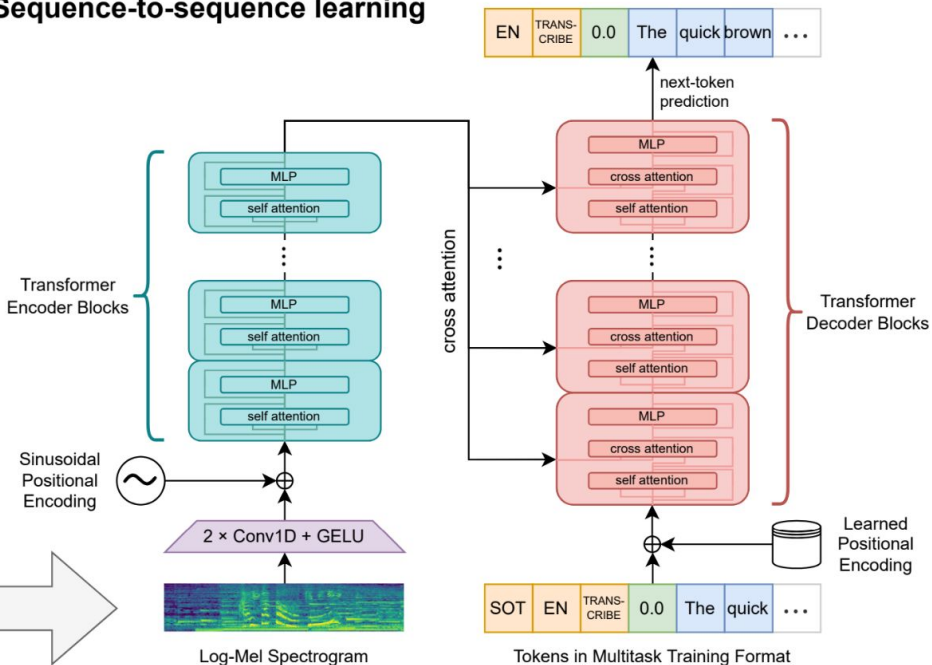 Sequence-to-sequence learning
EN
TRANS-
CRIBE
0.0
The
quick
brown
...
next-token
prediction
MLP
self attention
MLP
self attention
MLP
self attention
Transformer
Encoder Blocks
cross attention
MLP
cross attention
self attention
MLP
cross attention
self attention
MLP
cross attention
self attention
Transformer
Decoder Blocks
Sinusoidal
Positional
Encoding
2 × Conv1D + GELU
Log-Mel Spectrogram
Learned
Positional
Encoding
SOT
EN
TRANS-
CRIBE
0.0
The
quick
...
Tokens in Multitask Training Format